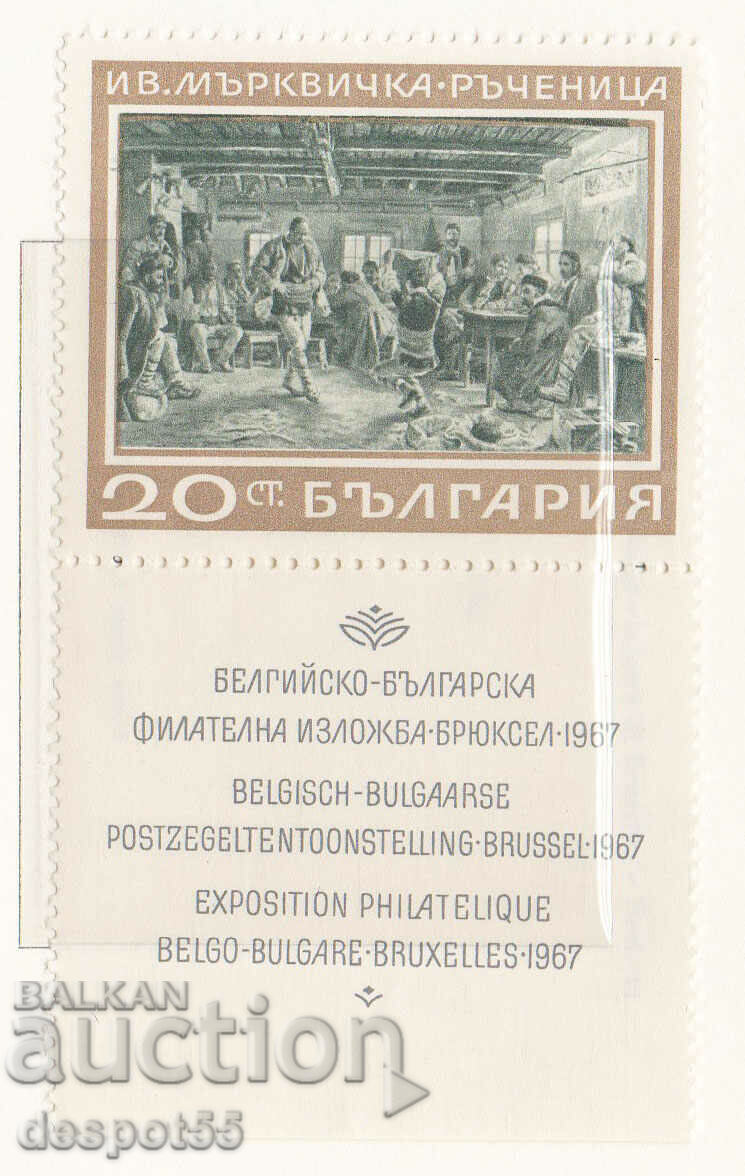 ИВ.МЪРКВИЧКА·РЪЧЕНИЦА
20 СТ. БЪЛГАРИЯ
БЕЛГИЙСКО-БЪЛГАРСКА
ФИЛАТЕЛНА ИЗЛОЖБА·БРЮКСЕЛ·1967
BELGISCH-BULGAARSE
POSTZEGELTENTOONSTELLING·BRUSSEL·1967
EXPOSITION PHILATELIQUE
BELGO-BULGARE·BRUXELLES·1967
BALKAN
auction
despot55